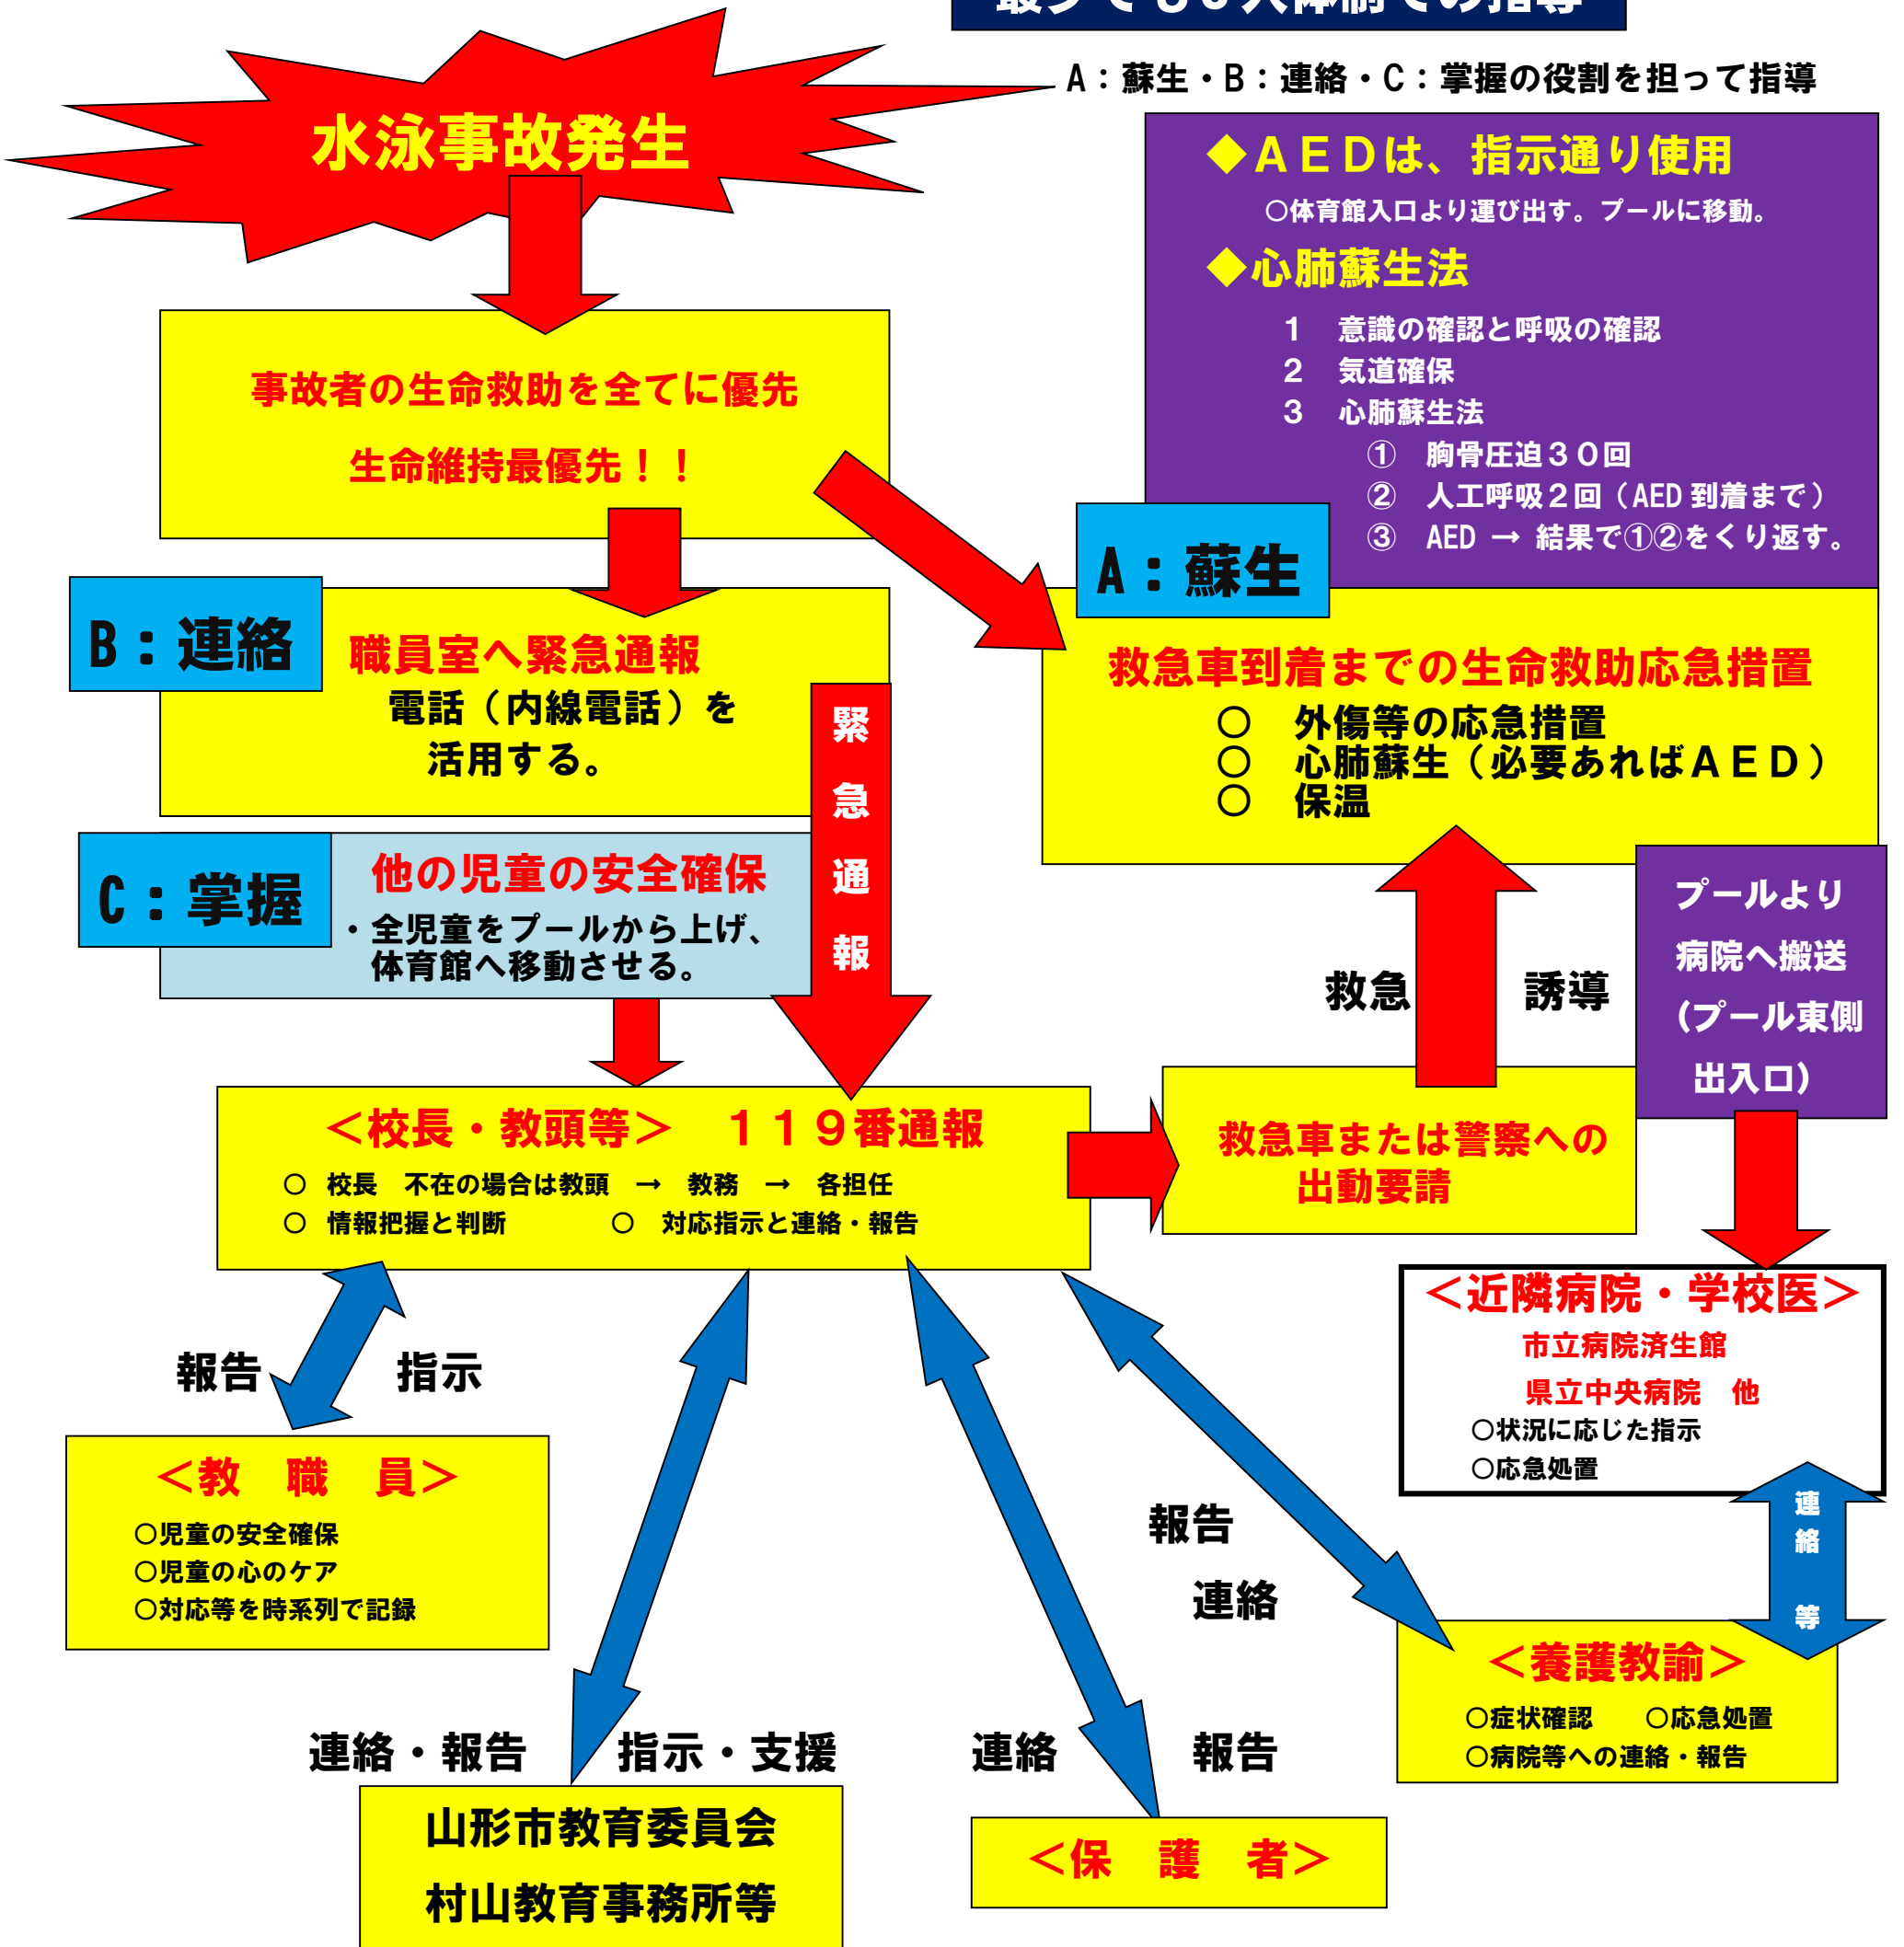 A：蘇生・B：連絡・C：掌握の役割を担って指導
水泳事故発生
◆ＡＥＤは、指示通り使用
○体育館入口より運び出す。プールに移動。
◆心肺蘇生法
１　意識の確認と呼吸の確認
２　気道確保
３　心肺蘇生法
①　胸骨圧迫３０回
②　人工呼吸２回（AED到着まで）
③　AED → 結果で①②をくり返す。
事故者の生命救助を全てに優先
生命維持最優先！！
A：蘇生
救急車到着までの生命救助応急措置
○　外傷等の応急措置
○　心肺蘇生（必要あればＡＥＤ）
○　保温
B：連絡
職員室へ緊急通報
電話（内線電話）を
活用する。
緊急通報
C：掌握
他の児童の安全確保
・全児童をプールから上げ、
体育館へ移動させる。
救急　誘導
プールより
病院へ搬送
（プール東側
出入口）
＜校長・教頭等＞　１１９番通報
○　校長　不在の場合は教頭　→　教務　→　各担任
○　情報把握と判断　○　対応指示と連絡・報告
救急車または警察への
出動要請
＜近隣病院・学校医＞
市立病院済生館
県立中央病院　他
○状況に応じた指示
○応急処置
報告　指示
＜教　職　員＞
○児童の安全確保
○児童の心のケア
○対応等を時系列で記録
報告
連絡
連絡　等
＜養護教諭＞
○症状確認　○応急処置
○病院等への連絡・報告
連絡・報告　指示・支援
山形市教育委員会
村山教育事務所等
連絡　報告
＜保　護　者＞